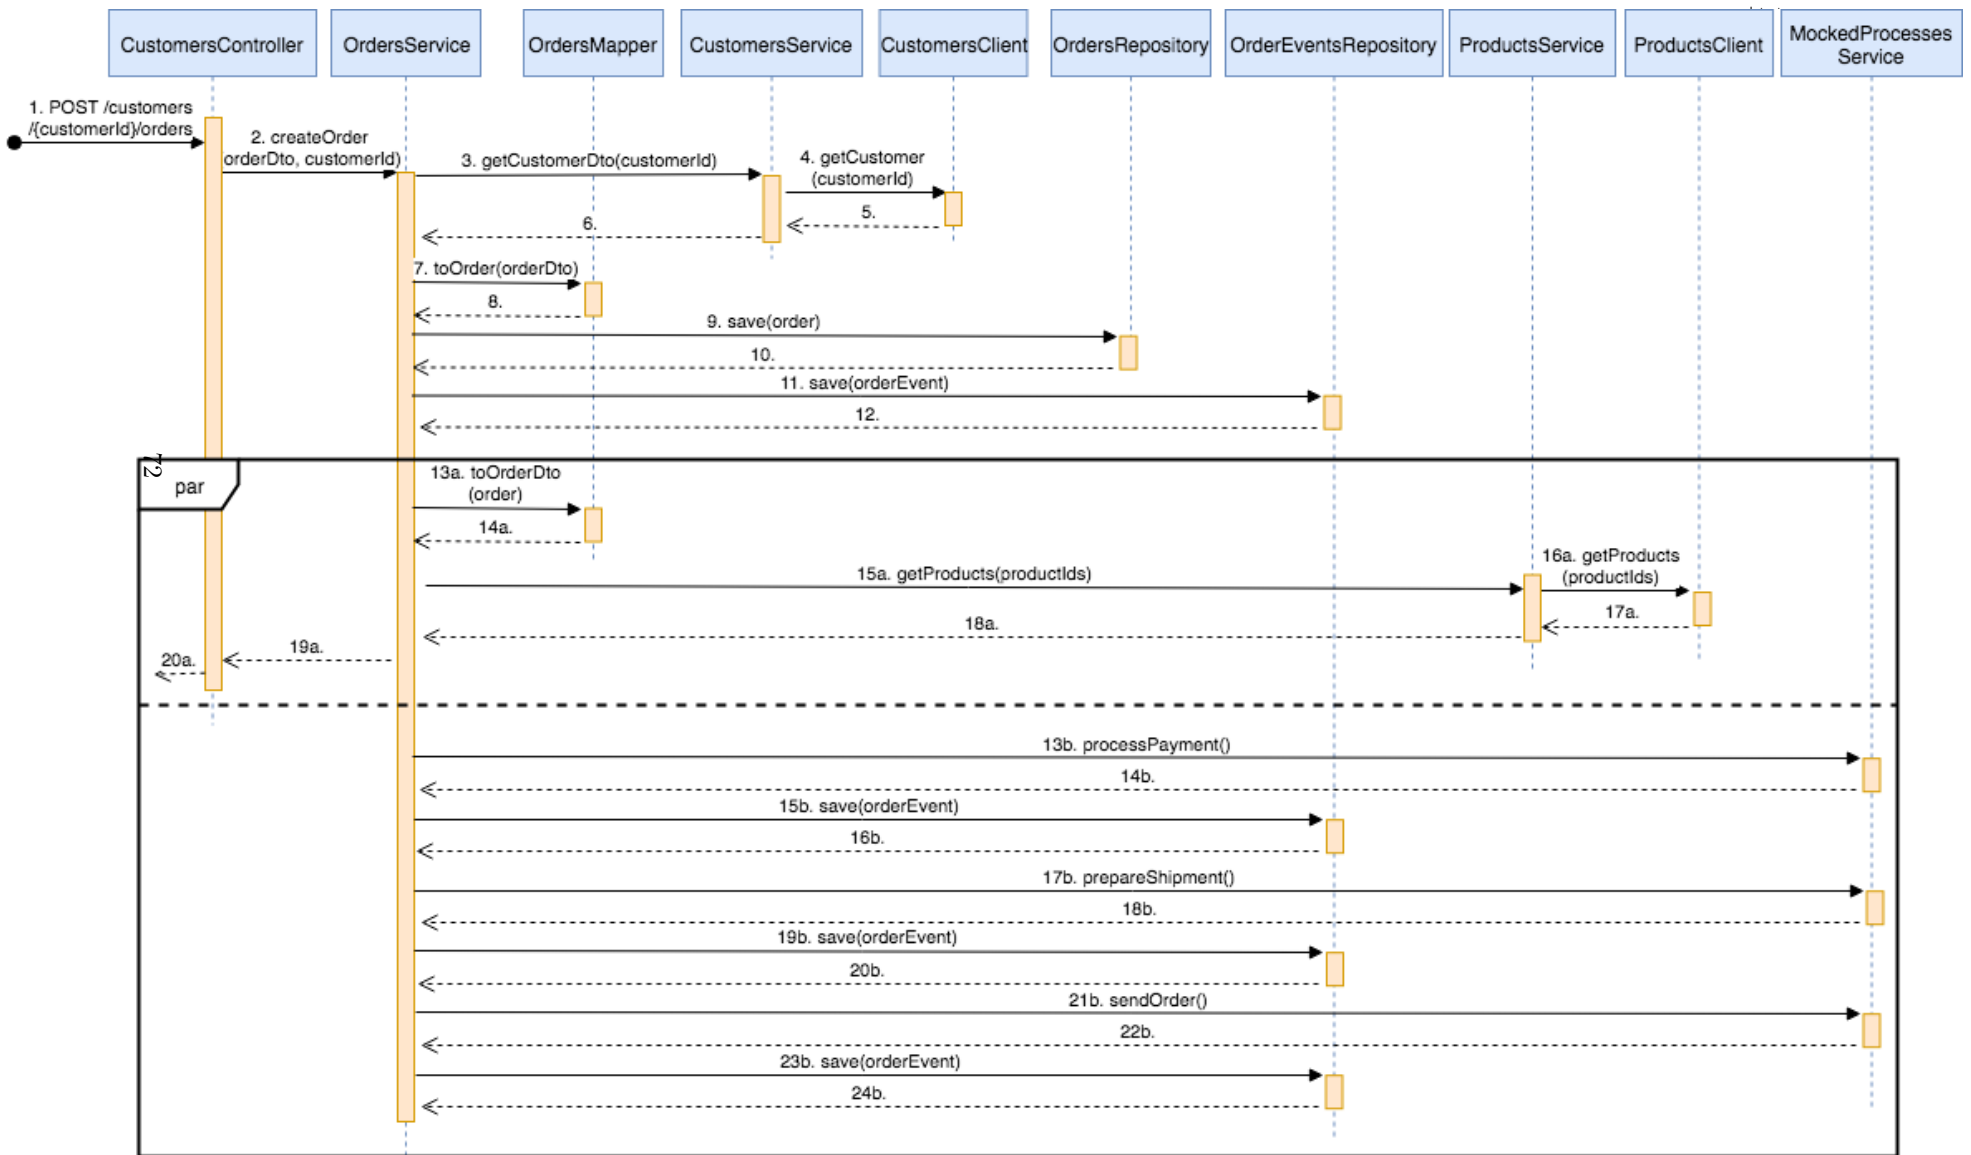 CustomersController
OrdersService
OrdersMapper
CustomersService
CustomersClient
OrdersRepository
OrderEventsRepository
ProductsService
ProductsClient
MockedProcesses
Service
1. POST /customers
/{customerId}/orders
2. createOrder
orderDto, customerId)
3. getCustomerDto(customerId)
4. getCustomer
(customerId)
5.
6.
7. toOrder(orderDto)
8.
9. save(order)
10.
11. save(orderEvent)
12.
72
par
13a. toOrderDto
(order)
14a.
15a. getProducts(productIds)
16a. getProducts
(productIds)
17a.
18a.
19a.
20a.
13b. processPayment()
14b.
15b. save(orderEvent)
16b.
17b. prepareShipment()
18b.
19b. save(orderEvent)
20b.
21b. sendOrder()
22b.
23b. save(orderEvent)
24b.